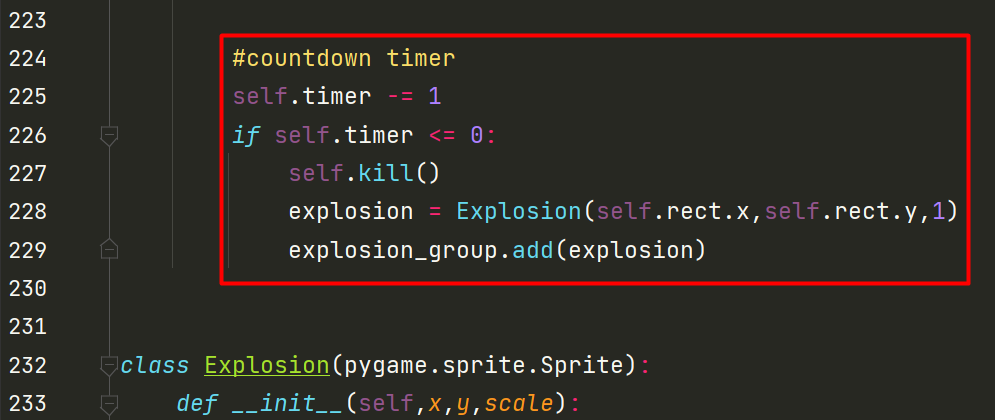 223
224 #countdown timer
225 self.timer -= 1
226 if self.timer <= 0:
227 self.kill()
228 explosion = Explosion(self.rect.x,self.rect.y,1)
229 explosion_group.add(explosion)
230
231
232 class Explosion(pygame.sprite.Sprite):
233 def __init__(self,x,y,scale):